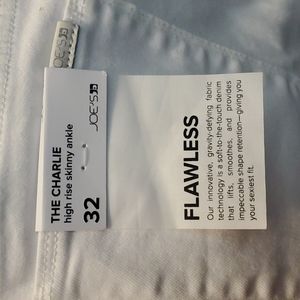 JOE'S
JOE'S
THE CHARLIE
high rise skinny ankle
32
FLAWLESS
Our innovative, gravity-defying fabric
technology is a soft-to-the-touch denim
that lifts, smoothes, and provides
impeccable shape retention—giving you
your sexiest fit.